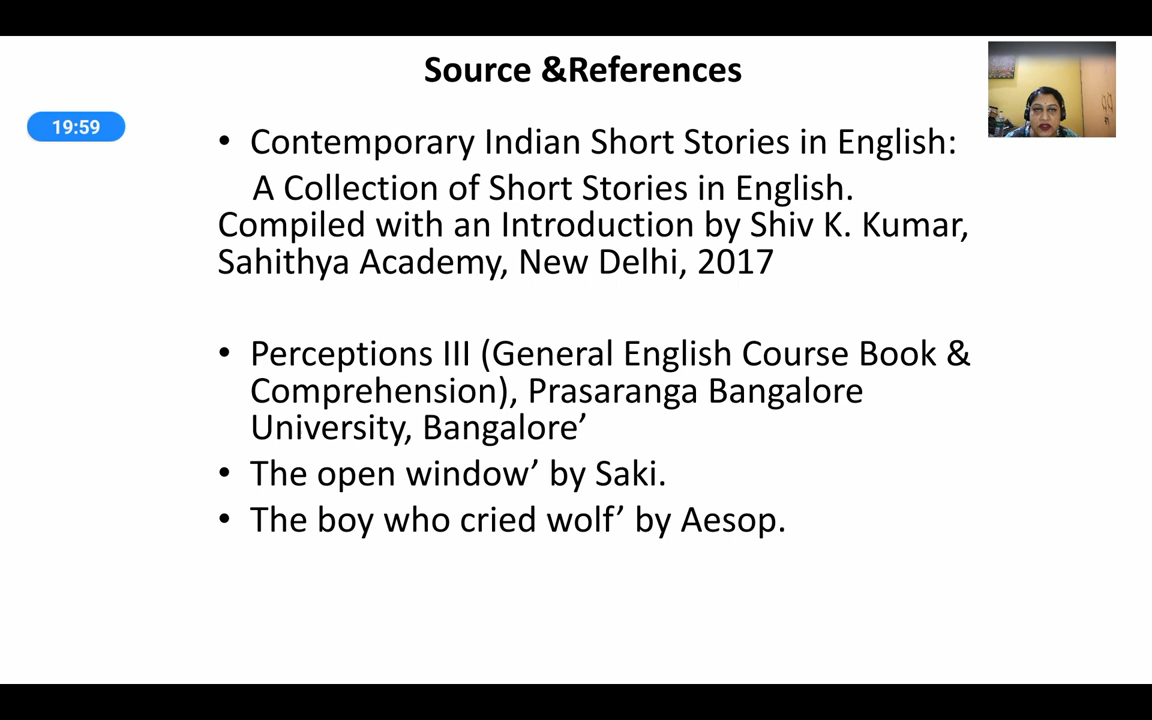 Source &References
19:59
• Contemporary Indian Short Stories in English:
A Collection of Short Stories in English.
Compiled with an Introduction by Shiv K. Kumar,
Sahithya Academy, New Delhi, 2017
• Perceptions III (General English Course Book &
Comprehension), Prasaranga Bangalore
University, Bangalore’
• The open window’ by Saki.
• The boy who cried wolf’ by Aesop.